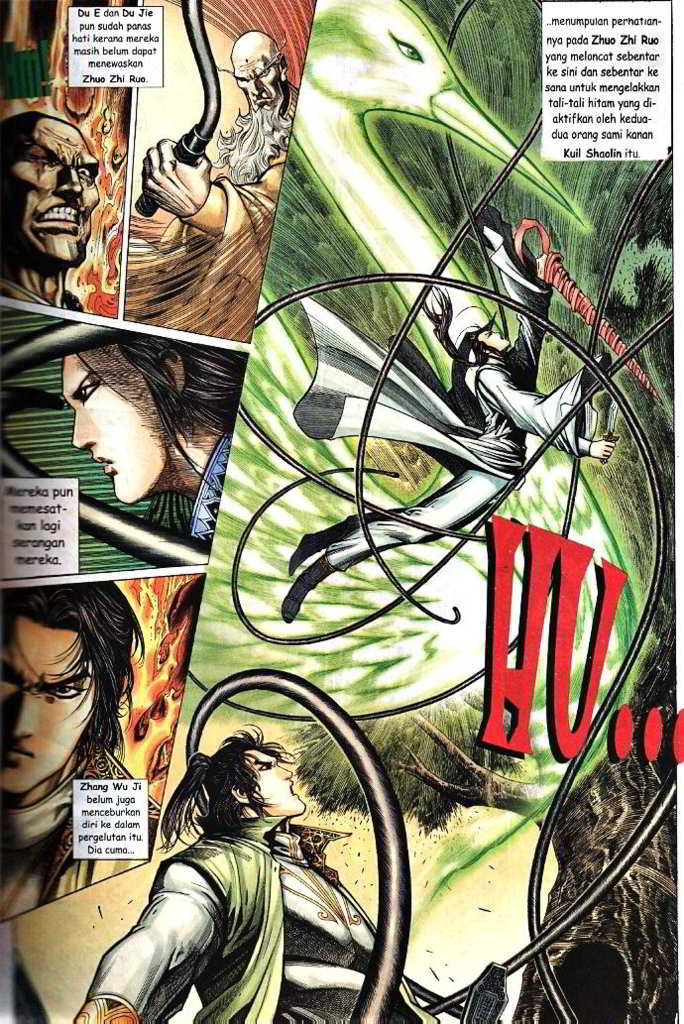 Du E dan Du Jie
pun sudah panas
hati kerana mereka
masih belum dapat
menewaskan
Zhuo Zhi Ruo.
Mereka pun
memesat-
kan lagi
serangan
mereka.
Zhang Wu Ji
belum juga
menceburkan
diri ke dalam
pergelutan itu.
Dia cuma...
..menumpulan perhatian-
nya pada Zhuo Zhi Ruo
yang meloncat sebentar
ke sini dan sebentar ke
sana untuk mengelakkan
tali-tali hitam yang di-
aktifkan oleh kedua-
dua orang sami kanan
Kuil Shaolin itu.
HU...